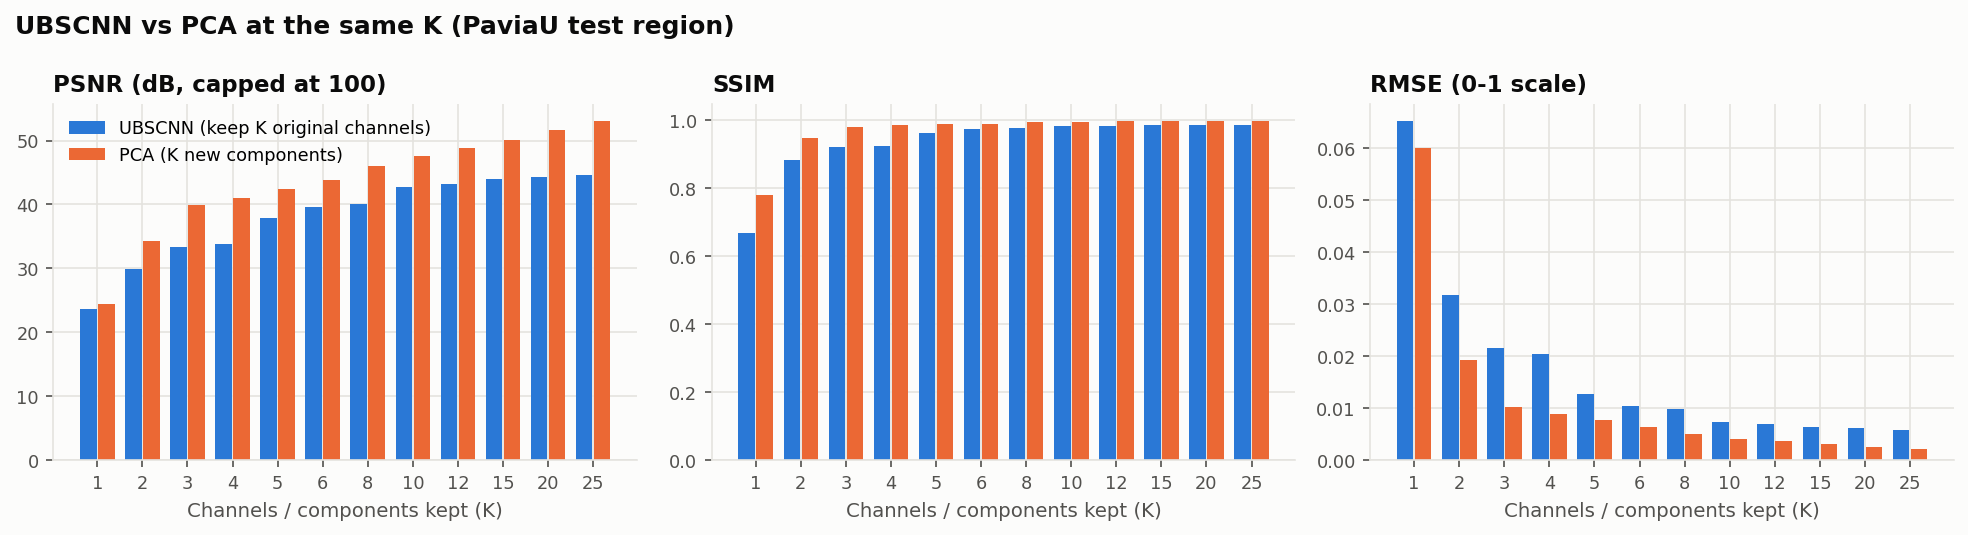 UBSCNN vs PCA at the same K (PaviaU test region)
PSNR (dB, capped at 100)
UBSCNN (keep K original channels)
PCA (K new components)
50
40
30
20
10
0
1 2 3 4 5 6 8 10 12 15 20 25
Channels / components kept (K)
SSIM
1.0
0.8
0.6
0.4
0.2
0.0
1 2 3 4 5 6 8 10 12 15 20 25
Channels / components kept (K)
RMSE (0-1 scale)
0.06
0.05
0.04
0.03
0.02
0.01
0.00
1 2 3 4 5 6 8 10 12 15 20 25
Channels / components kept (K)